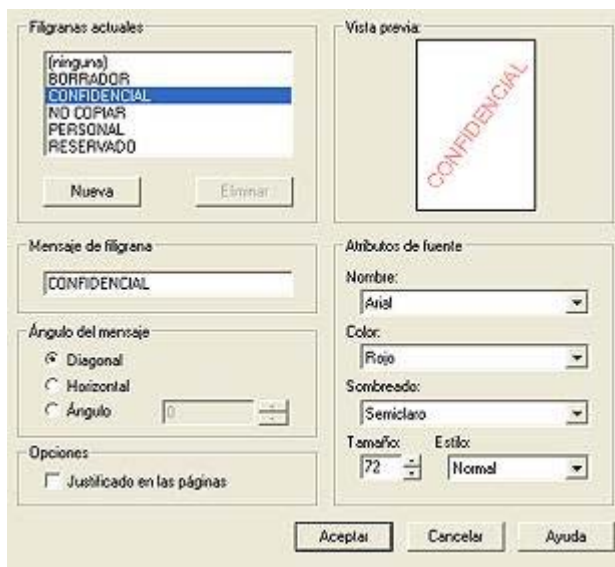 Filigranas actuales
(ninguna)
BORRADOR
CONFIDENCIAL
NO COPIAR
PERSONAL
RESERVADO
Nueva
Eliminar
Vista previa:
CONFIDENCIAL
Mensaje de filigrana
CONFIDENCIAL
Ángulo del mensaje
Diagonal
Horizontal
Ángulo
0
Opciones
Justificado en las páginas
Atributos de fuente
Nombre:
Arial
Color:
Rojo
Sombreado:
Semiclaro
Tamaño: Estilo:
72 Normal
Aceptar Cancelar Ayuda